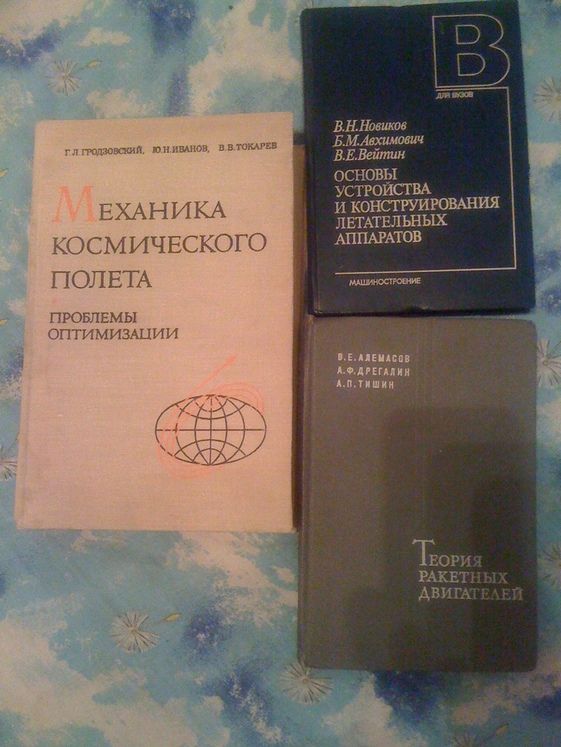 Г.Л.ГРОДЗОВСКИЙ, Ю.Н.ИВАНОВ, В.В.ТОКАРЕВ
МЕХАНИКА
КОСМИЧЕСКОГО
ПОЛЕТА
ПРОБЛЕМЫ
ОПТИМИЗАЦИИ
В
ДЛЯ ВУЗОВ
В.Н.Новиков
Б.М.Авхимович
В.Е.Вейтин
ОСНОВЫ
УСТРОЙСТВА
И КОНСТРУИРОВАНИЯ
ЛЕТАТЕЛЬНЫХ
АППАРАТОВ
МАШИНОСТРОЕНИЕ
В.Е.АЛЕМАСОВ
А.Ф.ДРЕГАЛИН
А.П.ТИШИН
ТЕОРИЯ
РАКЕТНЫХ
ДВИГАТЕЛЕЙ